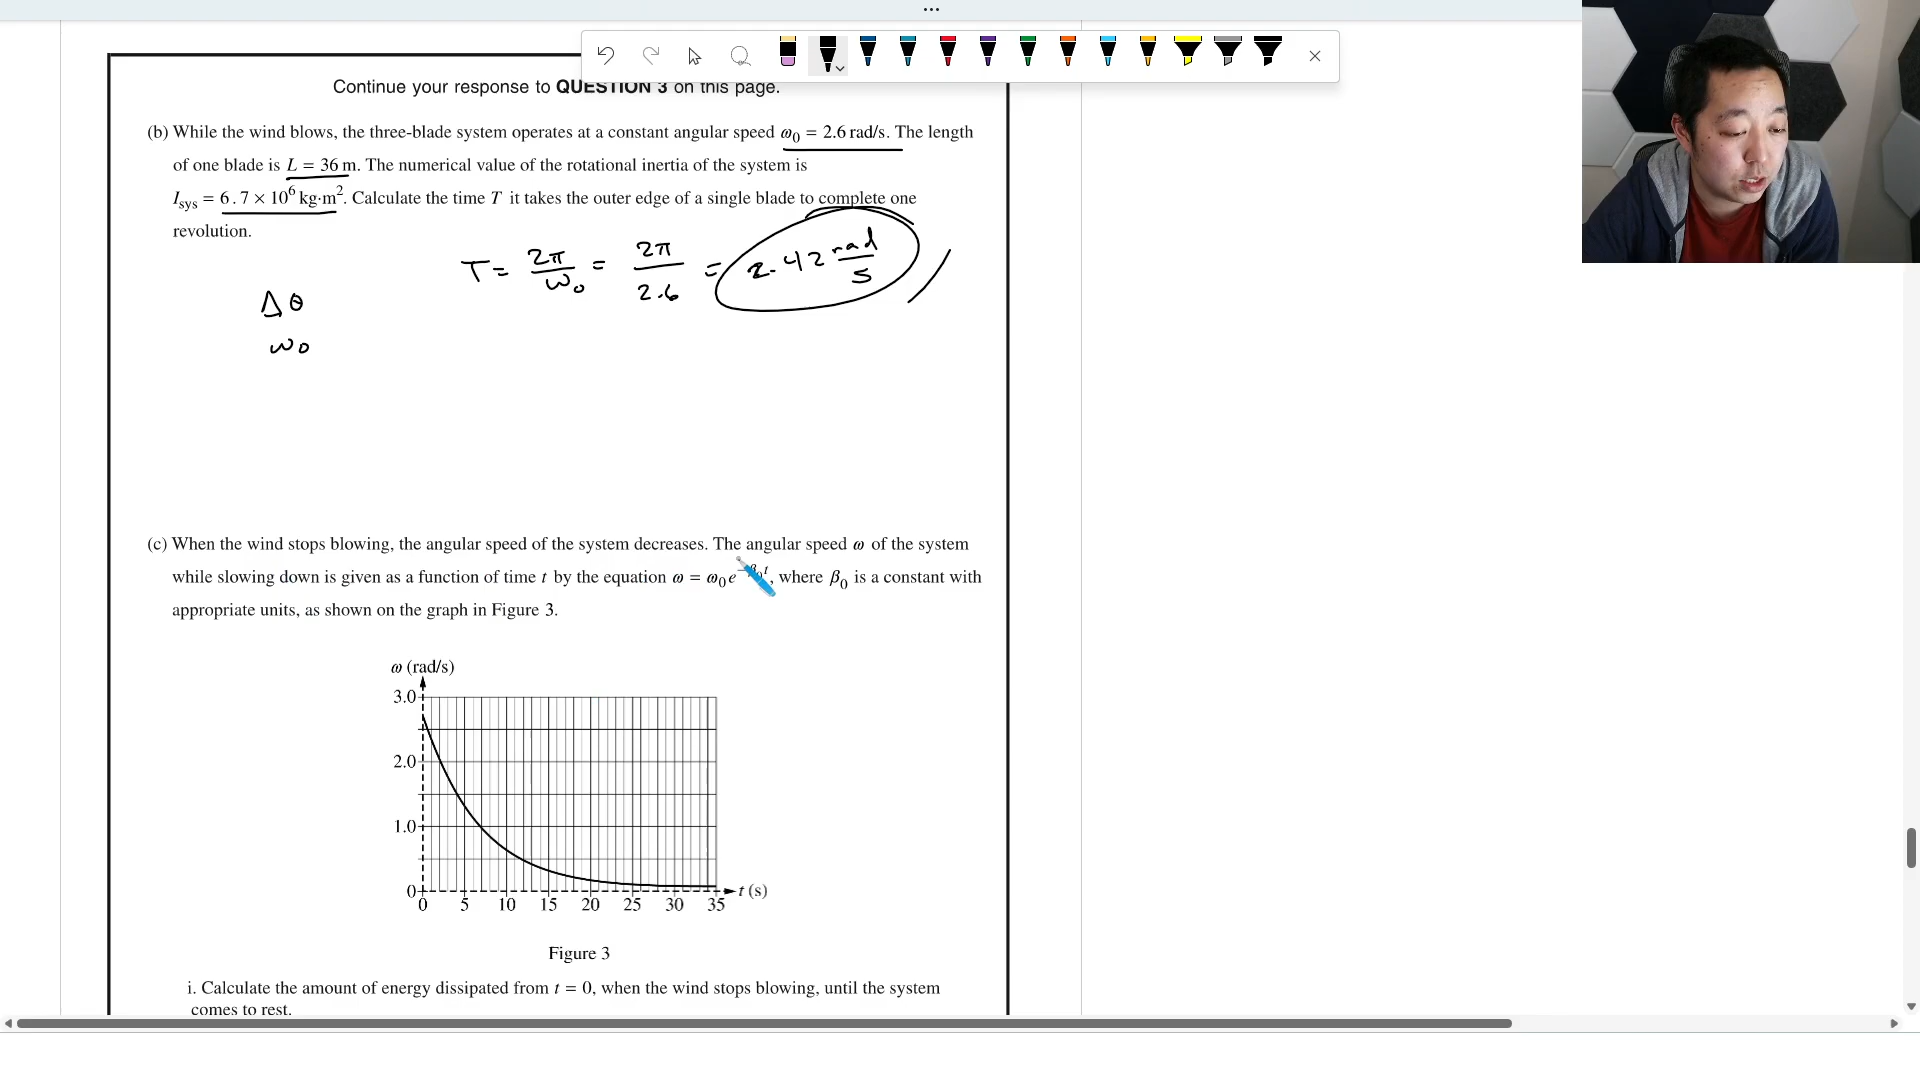 Continue your response to QUESTION 3 on this page.
(b) While the wind blows, the three-blade system operates at a constant angular speed ω₀ = 2.6 rad/s. The length
of one blade is L = 36 m. The numerical value of the rotational inertia of the system is
I_sys = 6.7 × 10⁶ kg·m². Calculate the time T it takes the outer edge of a single blade to complete one
revolution.
T = 2π/ω₀ = 2π/2.6 = 2.42 rad/s
Δθ
ω₀
(c) When the wind stops blowing, the angular speed ω of the system decreases. The angular speed ω of the system
while slowing down is given as a function of time t by the equation ω = ω₀e^(−β₀t), where β₀ is a constant with
appropriate units, as shown on the graph in Figure 3.
ω (rad/s)
3.0
2.0
1.0
0
0 5 10 15 20 25 30 35
t (s)
Figure 3
i. Calculate the amount of energy dissipated from t = 0, when the wind stops blowing, until the system
comes to rest.